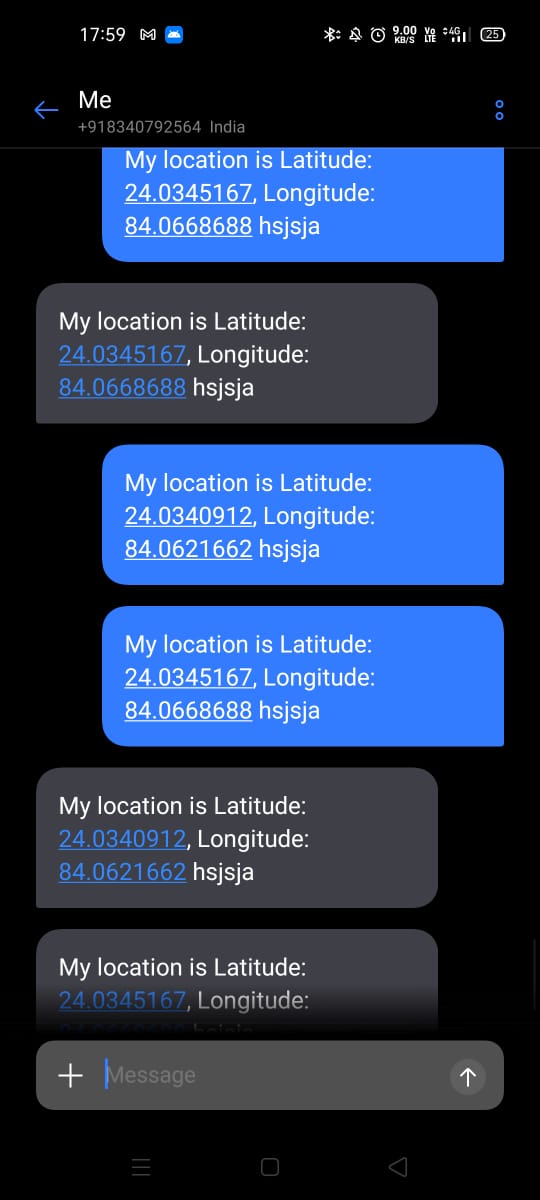 17:59
9.00
KB/S
Vo
LTE
4G
25
Me
+918340792564 India
My location is Latitude:
24.0345167, Longitude:
84.0668688 hsjsja
My location is Latitude:
24.0345167, Longitude:
84.0668688 hsjsja
My location is Latitude:
24.0340912, Longitude:
84.0621662 hsjsja
My location is Latitude:
24.0345167, Longitude:
84.0668688 hsjsja
My location is Latitude:
24.0340912, Longitude:
84.0621662 hsjsja
My location is Latitude:
24.0345167, Longitude:
Message